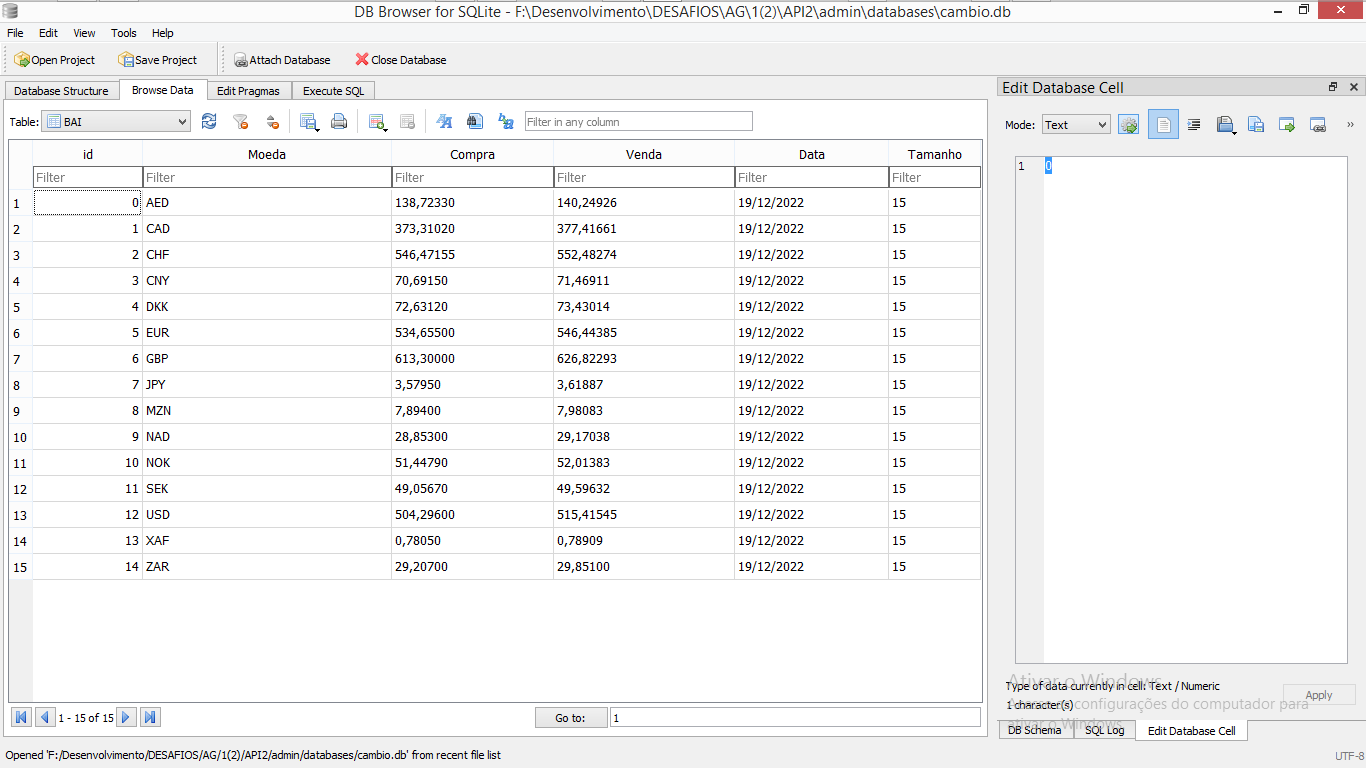 DB Browser for SQLite - F:\Desenvolvimento\DESAFIOS\AG\1(2)\API2\admin\databases\cambio.db
File Edit View Tools Help
Open Project Save Project Attach Database Close Database
Database Structure Browse Data Edit Pragmas Execute SQL
Table: BAI Filter in any column
id Moeda Compra Venda Data Tamanho
Filter Filter Filter Filter Filter Filter
1 0 AED 138,72330 140,24926 19/12/2022 15
2 1 CAD 373,31020 377,41661 19/12/2022 15
3 2 CHF 546,47155 552,48274 19/12/2022 15
4 3 CNY 70,69150 71,46911 19/12/2022 15
5 4 DKK 72,63120 73,43014 19/12/2022 15
6 5 EUR 534,65500 546,44385 19/12/2022 15
7 6 GBP 613,30000 626,82293 19/12/2022 15
8 7 JPY 3,57950 3,61887 19/12/2022 15
9 8 MZN 7,89400 7,98083 19/12/2022 15
10 9 NAD 28,85300 29,17038 19/12/2022 15
11 10 NOK 51,44790 52,01383 19/12/2022 15
12 11 SEK 49,05670 49,59632 19/12/2022 15
13 12 USD 504,29600 515,41545 19/12/2022 15
14 13 XAF 0,78050 0,78909 19/12/2022 15
15 14 ZAR 29,20700 29,85100 19/12/2022 15
1 - 15 of 15 Go to: 1
Edit Database Cell
Mode: Text
1 0
Ativar o Windows
Type of data currently in cell: Text / Numeric
Apply
1 character(s)
configurações do computador para
ativar o Windows.
DB Schema SQL Log Edit Database Cell
Opened 'F:/Desenvolvimento/DESAFIOS/AG/1(2)/API2/admin/databases/cambio.db' from recent file list
UTF-8